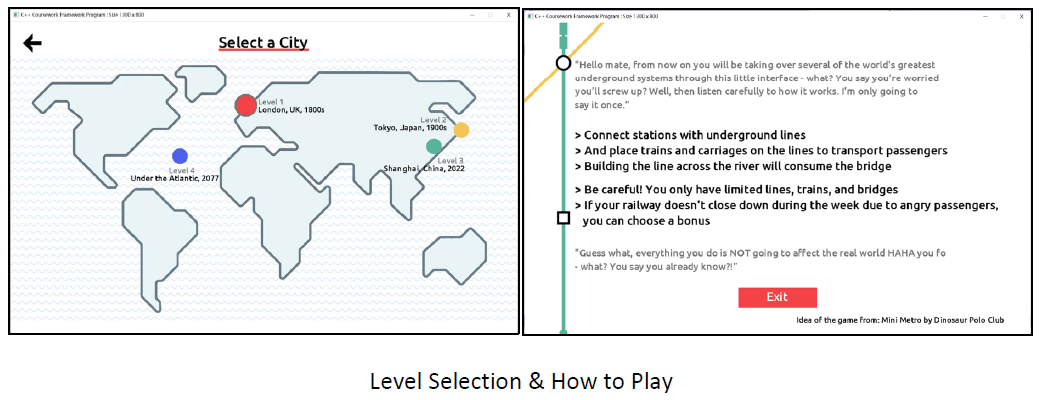 C++ Coursework Framework Program : Size 1300 x 800
Select a City
Level 1
London, UK, 1800s
Level 2
Tokyo, Japan, 1900s
Level 3
Shanghai, China, 2022
Level 4
Under the Atlantic, 2077
C++ Coursework Framework Program : Size 1300 x 800
"Hello mate, from now on you will be taking over several of the world's greatest
underground systems through this little interface - what? You say you're worried
you'll screw up? Well, then listen carefully to how it works. I'm only going to
say it once."
> Connect stations with underground lines
> And place trains and carriages on the lines to transport passengers
> Building the line across the river will consume the bridge
> Be careful! You only have limited lines, trains, and bridges
> If your railway doesn't close down during the week due to angry passengers,
you can choose a bonus
"Guess what, everything you do is NOT going to affect the real world HAHA you fo
- what? You say you already know?!"
Exit
Idea of the game from: Mini Metro by Dinosaur Polo Club
Level Selection & How to Play